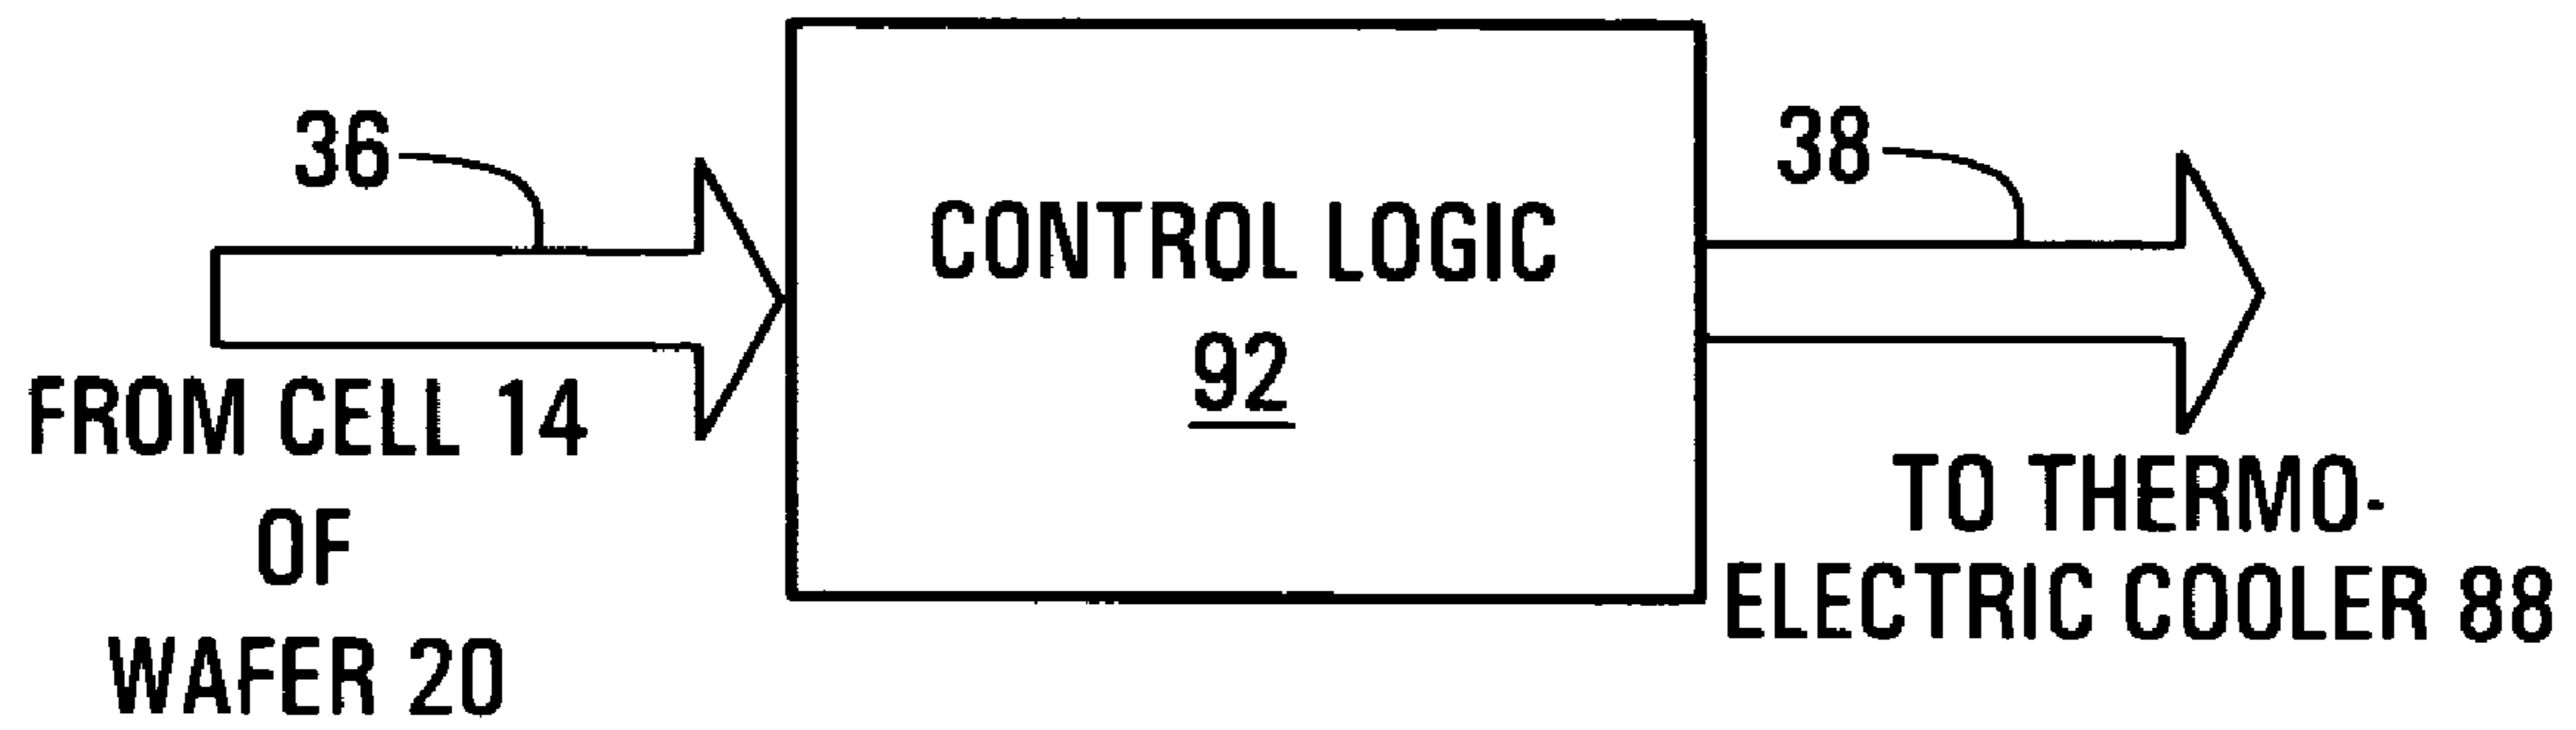 36
FROM CELL 14
OF
WAFER 20
CONTROL LOGIC
92
38
TO THERMO-
ELECTRIC COOLER 88